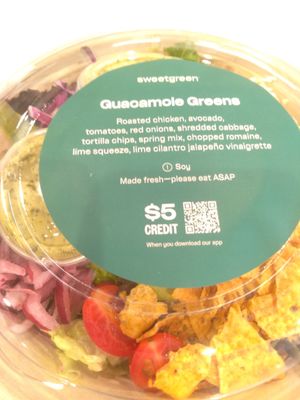 sweetgreen
Guacamole Greens
Roasted chicken, avocado,
tomatoes, red onions, shredded cabbage,
tortilla chips, spring mix, chopped romaine,
lime squeeze, lime cilantro jalapeño vinaigrette
Soy
Made fres—please eat ASAP
$5
CREDIT
When you download our app